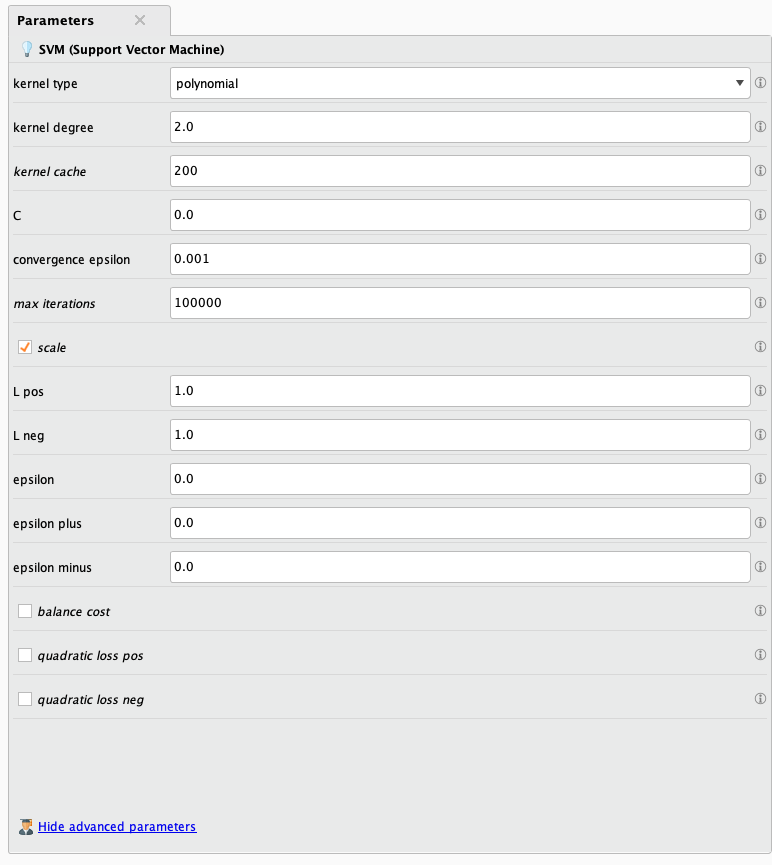 Parameters
SVM (Support Vector Machine)
kernel type polynomial
kernel degree 2.0
kernel cache 200
C 0.0
convergence epsilon 0.001
max iterations 100000
scale
L pos 1.0
L neg 1.0
epsilon 0.0
epsilon plus 0.0
epsilon minus 0.0
balance cost
quadratic loss pos
quadratic loss neg
Hide advanced parameters